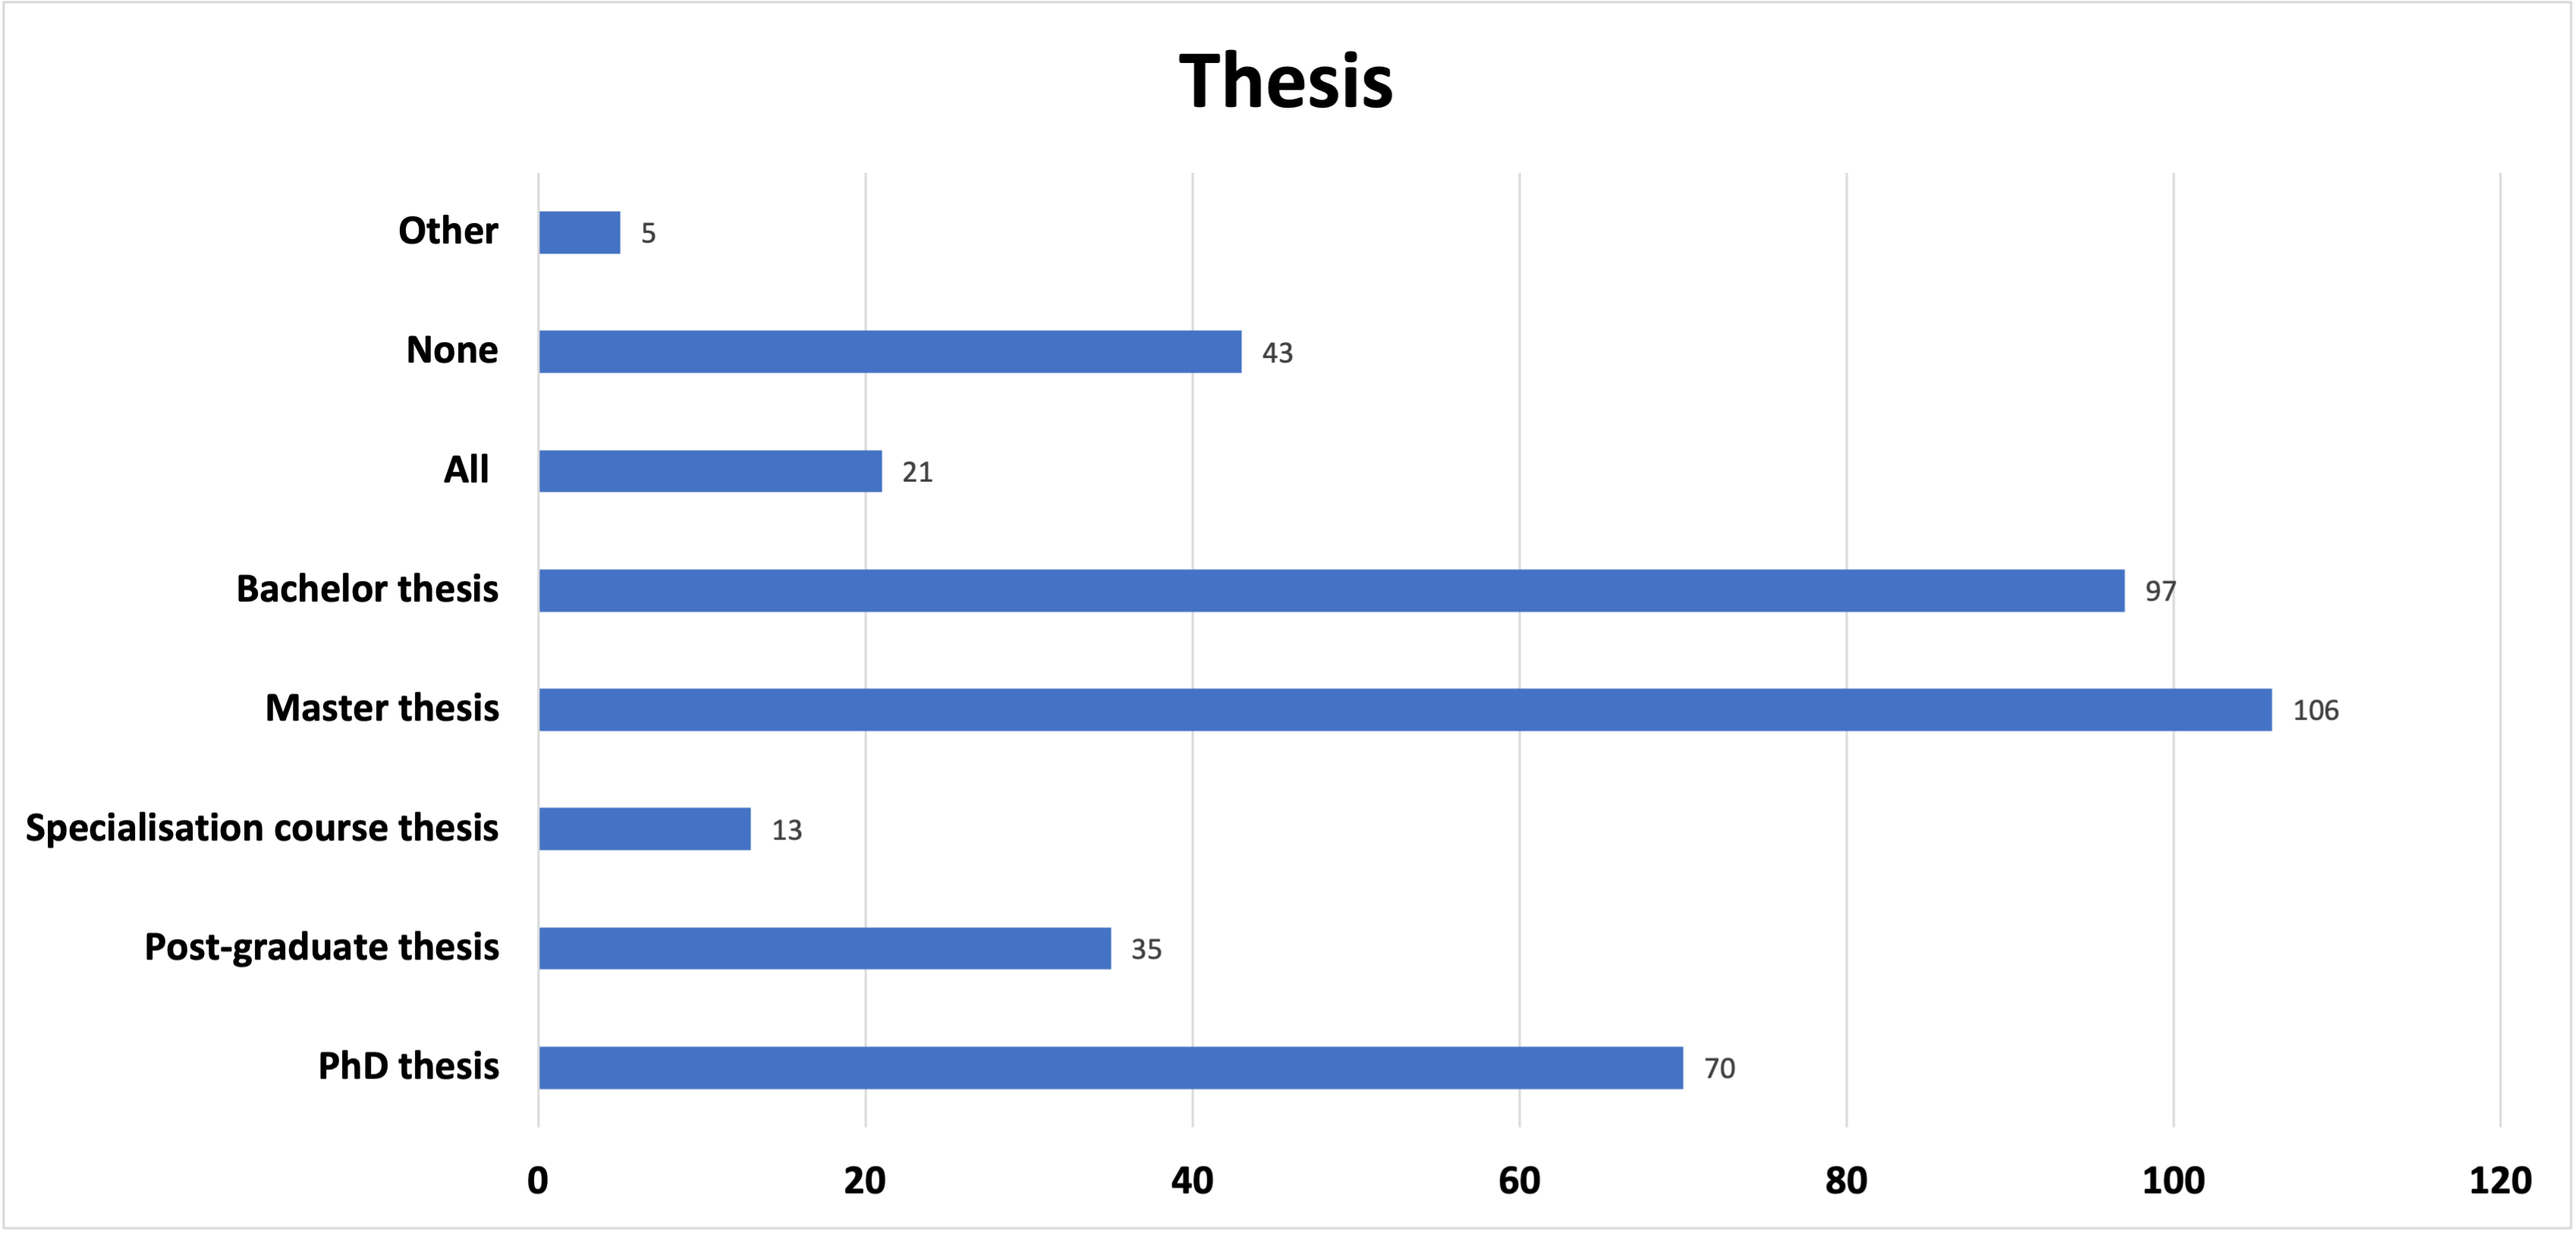 Thesis
Other 5
None 43
All 21
Bachelor thesis 97
Master thesis 106
Specialisation course thesis 13
Post-graduate thesis 35
PhD thesis 70
0 20 40 60 80 100 120